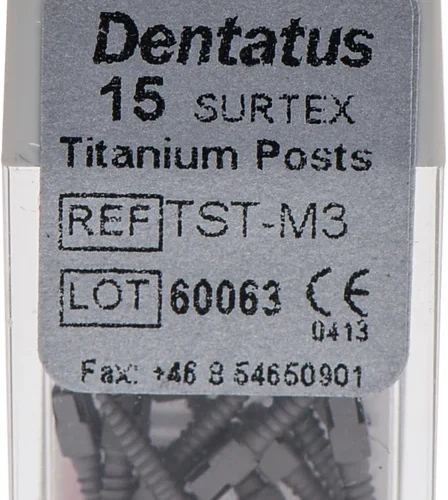 Dentatus
15 SURTEX
Titanium Posts
REF TST-M3
LOT 60063 CE
0413
Fax: +46 8 54650901